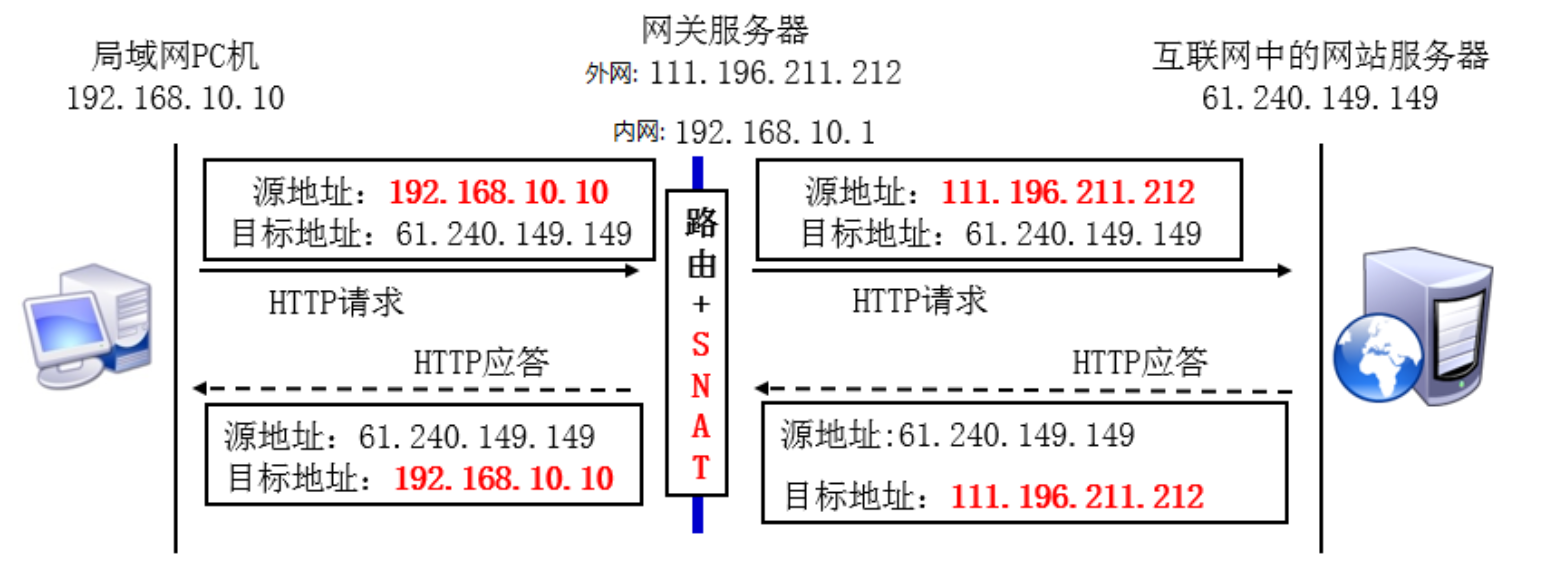 局域网PC机
192.168.10.10
网关服务器
外网: 111.196.211.212
内网: 192.168.10.1
互联网中的网站服务器
61.240.149.149
源地址：192.168.10.10
目标地址：61.240.149.149
HTTP请求
路由+SNAT
源地址：111.196.211.212
目标地址：61.240.149.149
HTTP请求
HTTP应答
源地址：61.240.149.149
目标地址：192.168.10.10
HTTP应答
源地址:61.240.149.149
目标地址：111.196.211.212